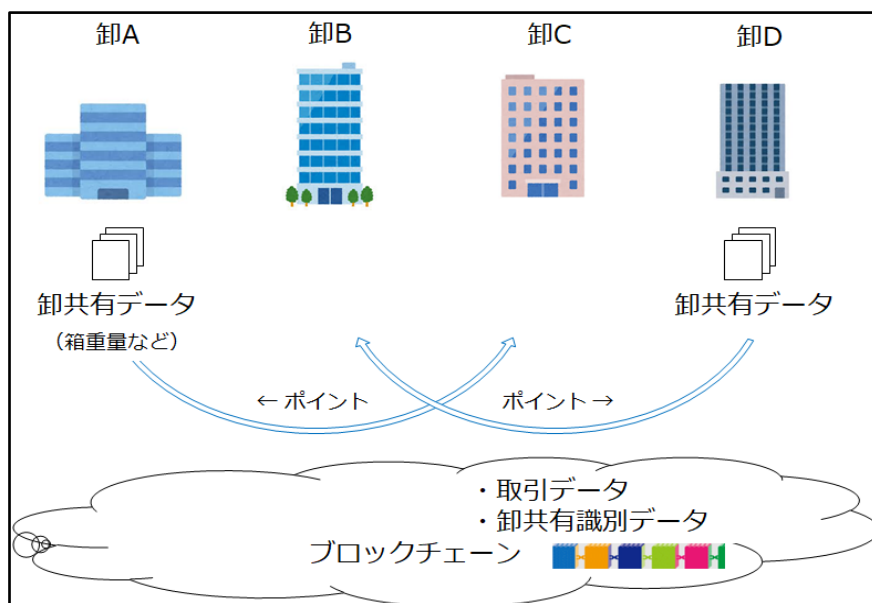 卸A
卸B
卸C
卸D
卸共有データ
（箱重量など）
卸共有データ
← ポイント
ポイント →
・取引データ
・卸共有識別データ
ブロックチェーン